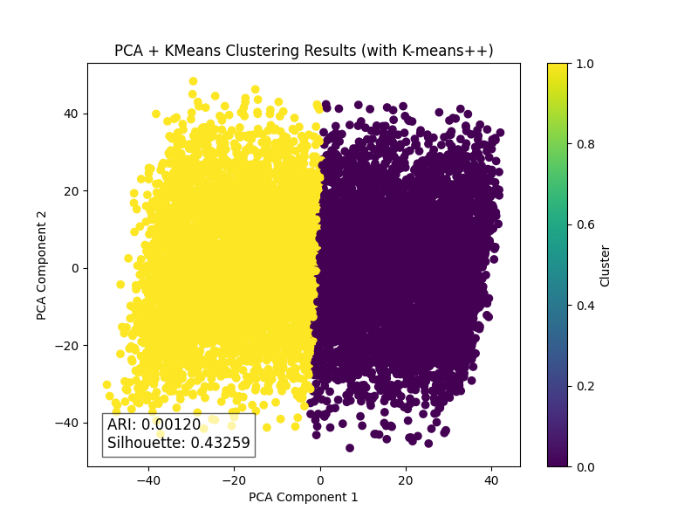 PCA + KMeans Clustering Results (with K-means++)
PCA Component 2
40
20
0
−20
−40
ARI: 0.00120
Silhouette: 0.43259
−40
−20
0
20
40
PCA Component 1
1.0
0.8
0.6
0.4
0.2
0.0
Cluster